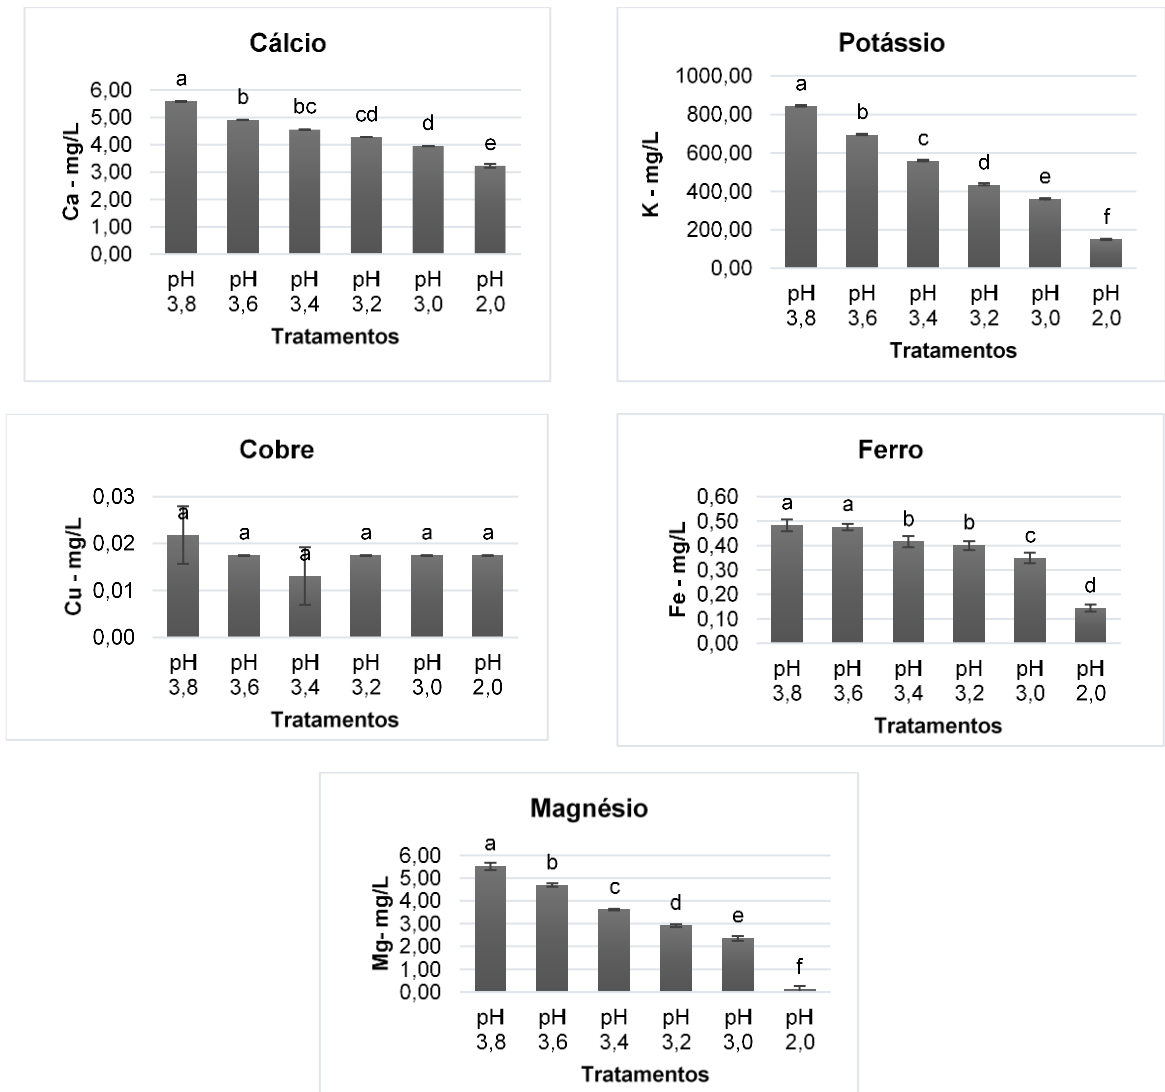 Cálcio
Ca - mg/L
6,00
5,00
4,00
3,00
2,00
1,00
0,00
a
b
bc
cd
d
e
pH pH pH pH pH pH
3,8 3,6 3,4 3,2 3,0 2,0
Tratamentos
Potássio
K - mg/L
1000,00
800,00
600,00
400,00
200,00
0,00
a
b
c
d
e
f
pH pH pH pH pH pH
3,8 3,6 3,4 3,2 3,0 2,0
Tratamentos
Cobre
Cu - mg/L
0,03
0,02
0,01
0,00
a a a a a a
pH pH pH pH pH pH
3,8 3,6 3,4 3,2 3,0 2,0
Tratamentos
Ferro
Fe - mg/L
0,60
0,50
0,40
0,30
0,20
0,10
0,00
a a
b b
c
d
pH pH pH pH pH pH
3,8 3,6 3,4 3,2 3,0 2,0
Tratamentos
Magnésio
Mg- mg/L
6,00
5,00
4,00
3,00
2,00
1,00
0,00
a
b
c
d
e
f
pH pH pH pH pH pH
3,8 3,6 3,4 3,2 3,0 2,0
Tratamentos